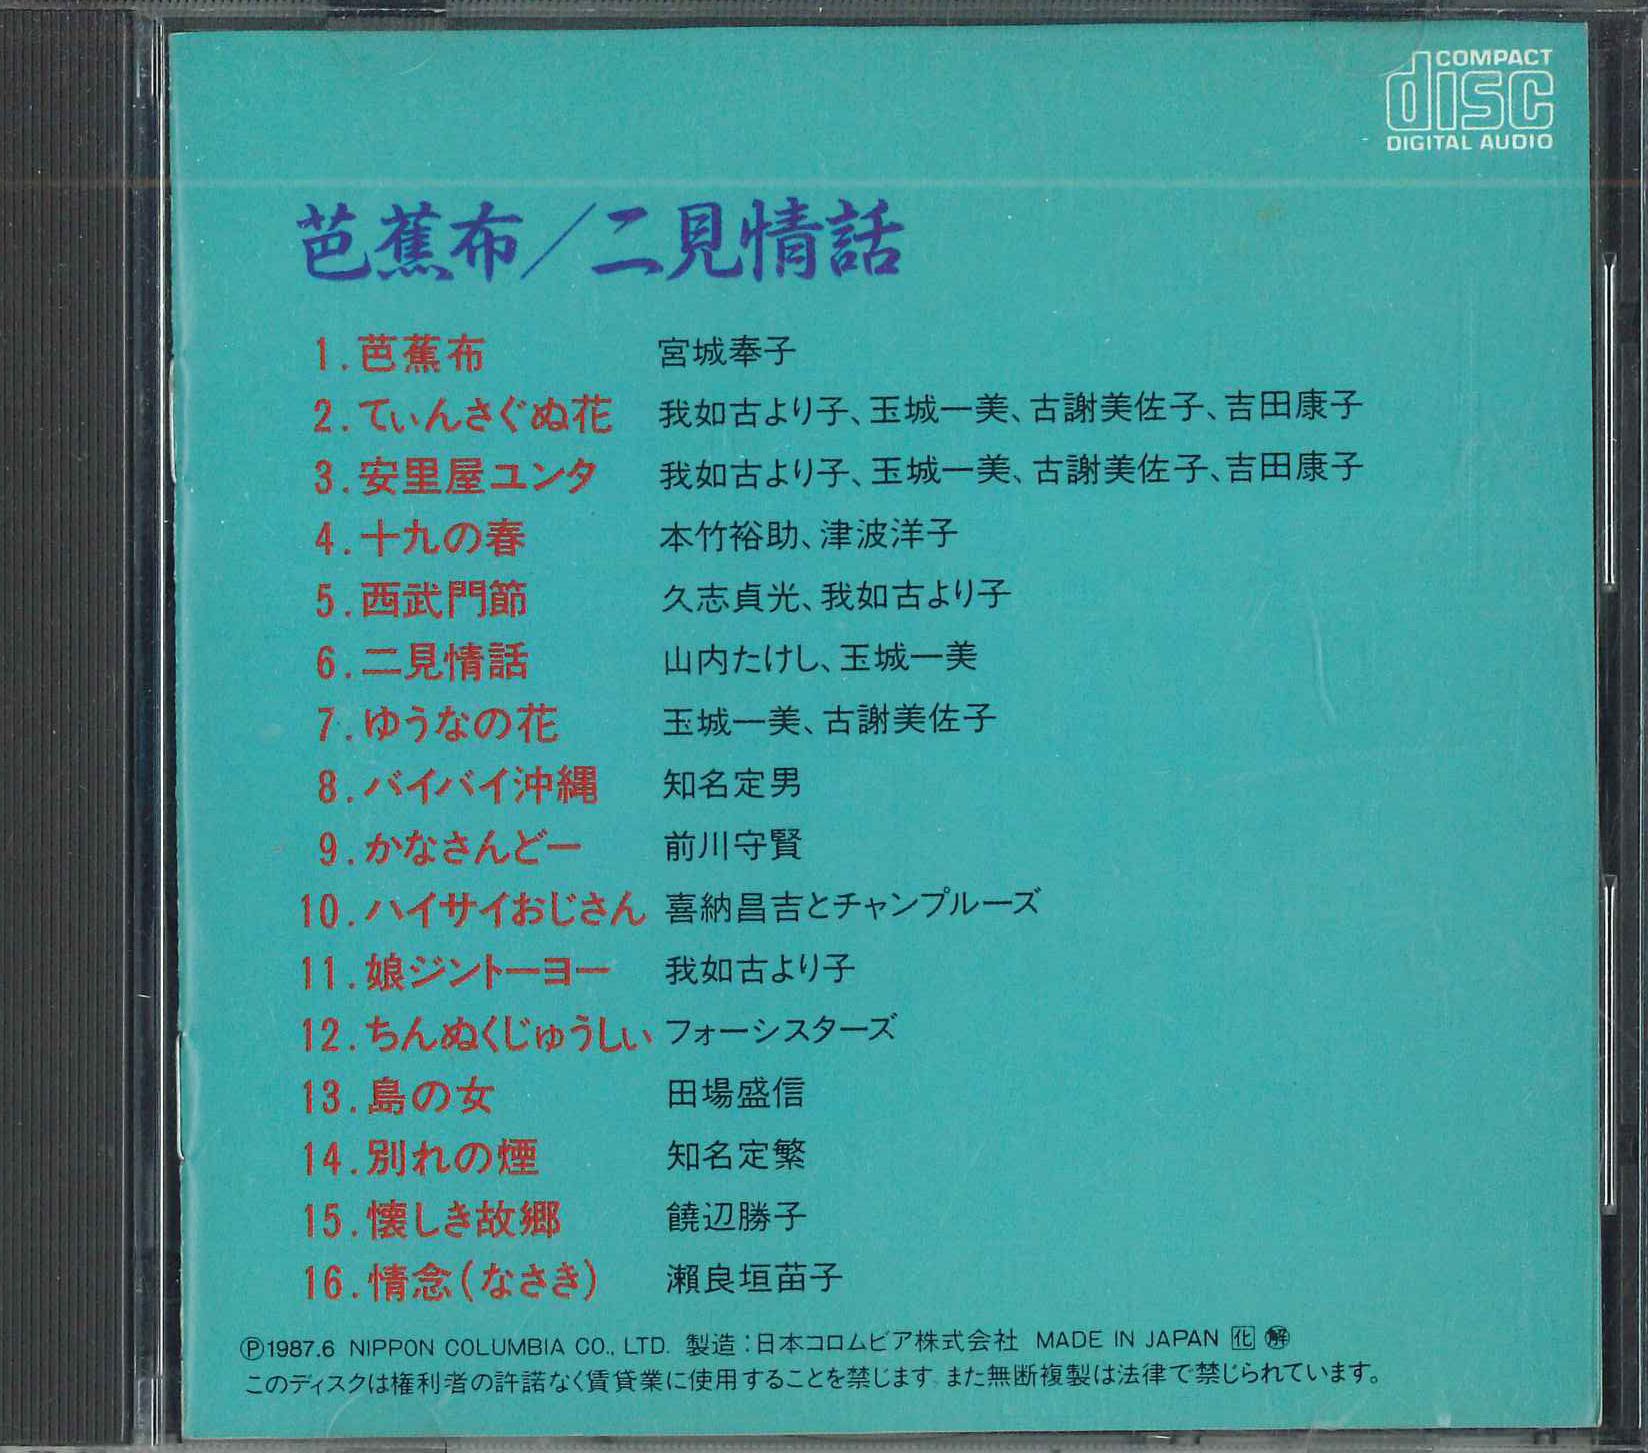 COMPACT
disc
DIGITAL AUDIO
芭蕉布／二見情話
1.芭蕉布 宮城奉子
2.てぃんさぐぬ花 我如古より子、玉城一美、古謝美佐子、吉田康子
3.安里屋ユンタ 我如古より子、玉城一美、古謝美佐子、吉田康子
4.十九の春 本竹裕助、津波洋子
5.西武門節 久志貞光、我如古より子
6.二見情話 山内たけし、玉城一美
7.ゆうなの花 玉城一美、古謝美佐子
8.バイバイ沖縄 知名定男
9.かなさんどー 前川守賢
10.ハイサイおじさん 喜納昌吉とチャンプルーズ
11.娘ジントーヨー 我如古より子
12.ちんぬくじゅうしぃ フォーシスターズ
13.島の女 田場盛信
14.別れの煙 知名定繁
15.懐しき故郷 饒辺勝子
16.情念(なさき) 瀬良垣苗子
Ⓟ1987.6 NIPPON COLUMBIA CO., LTD. 製造：日本コロムビア株式会社 MADE IN JAPAN 化 解
このディスクは権利者の許諾なく賃貸業に使用することを禁じます。また無断複製は法律で禁じられています。